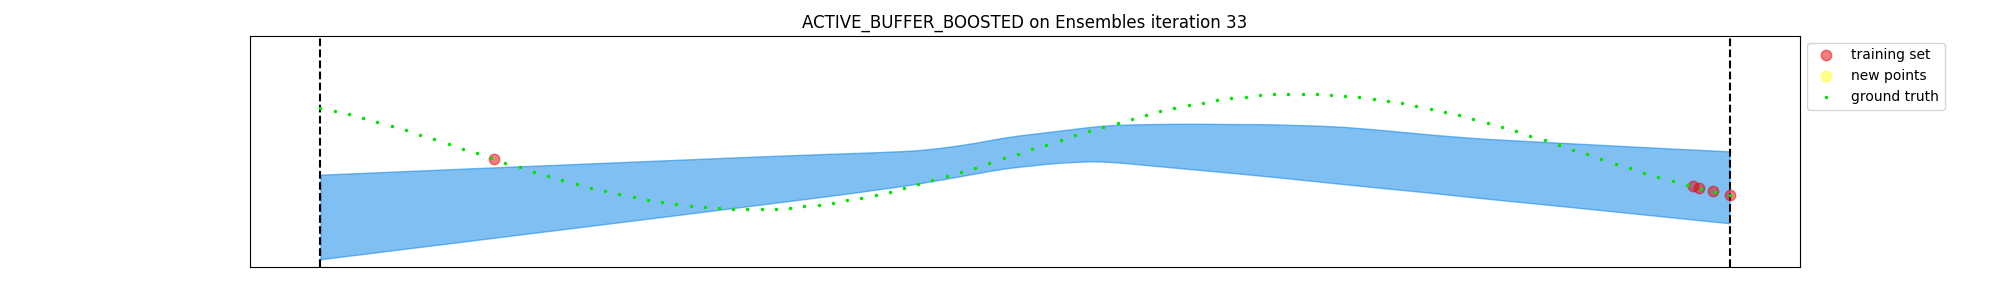 ACTIVE_BUFFER_BOOSTED on Ensembles iteration 33
training set
new points
ground truth